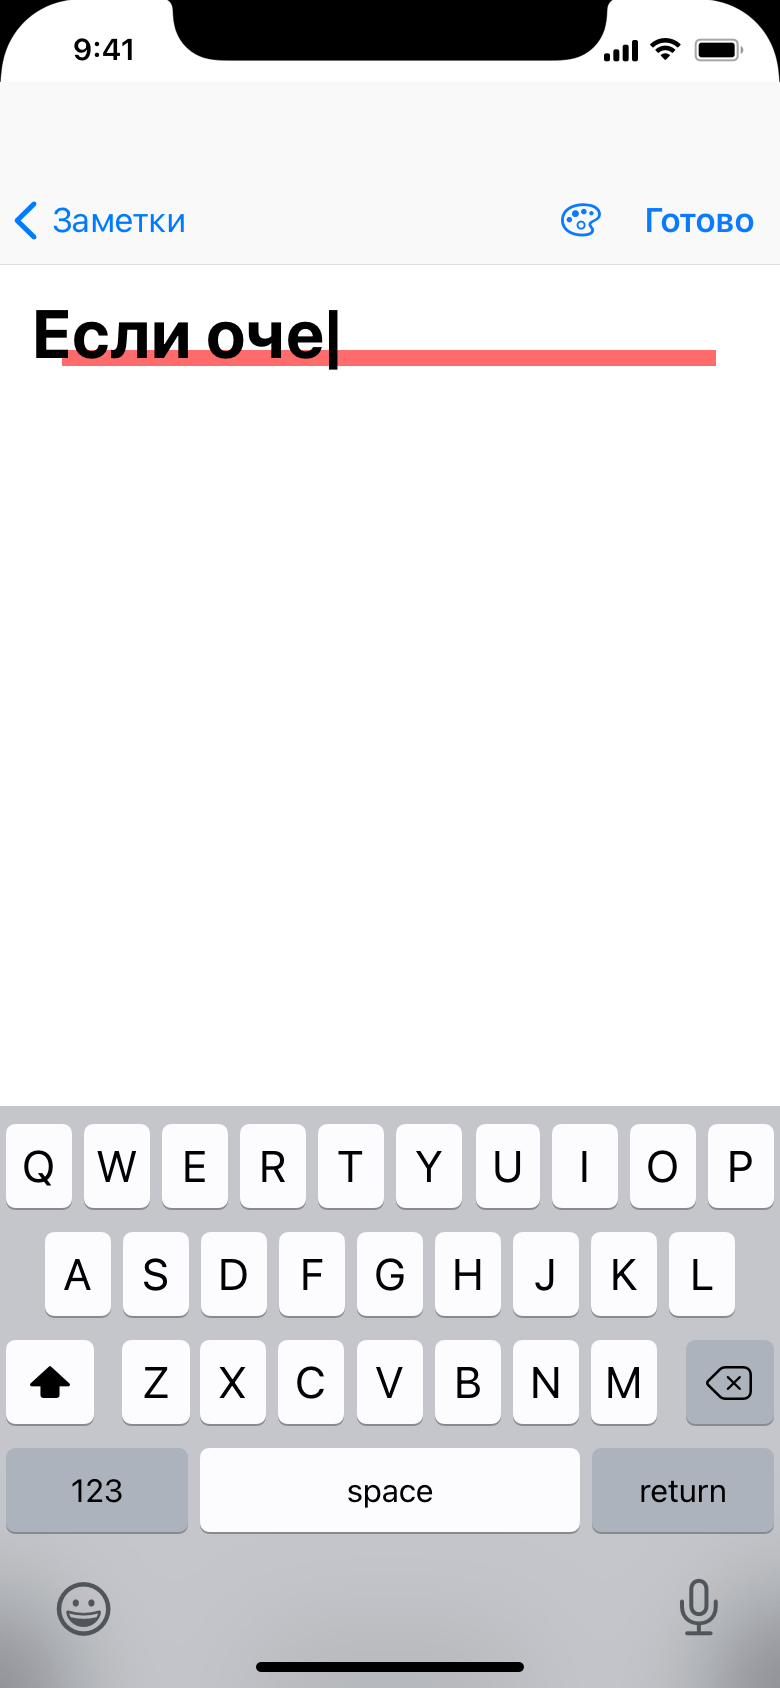 9:41
Заметки Готово
Если оче
Q W E R T Y U I O P
A S D F G H J K L
Z X C V B N M
123 space return